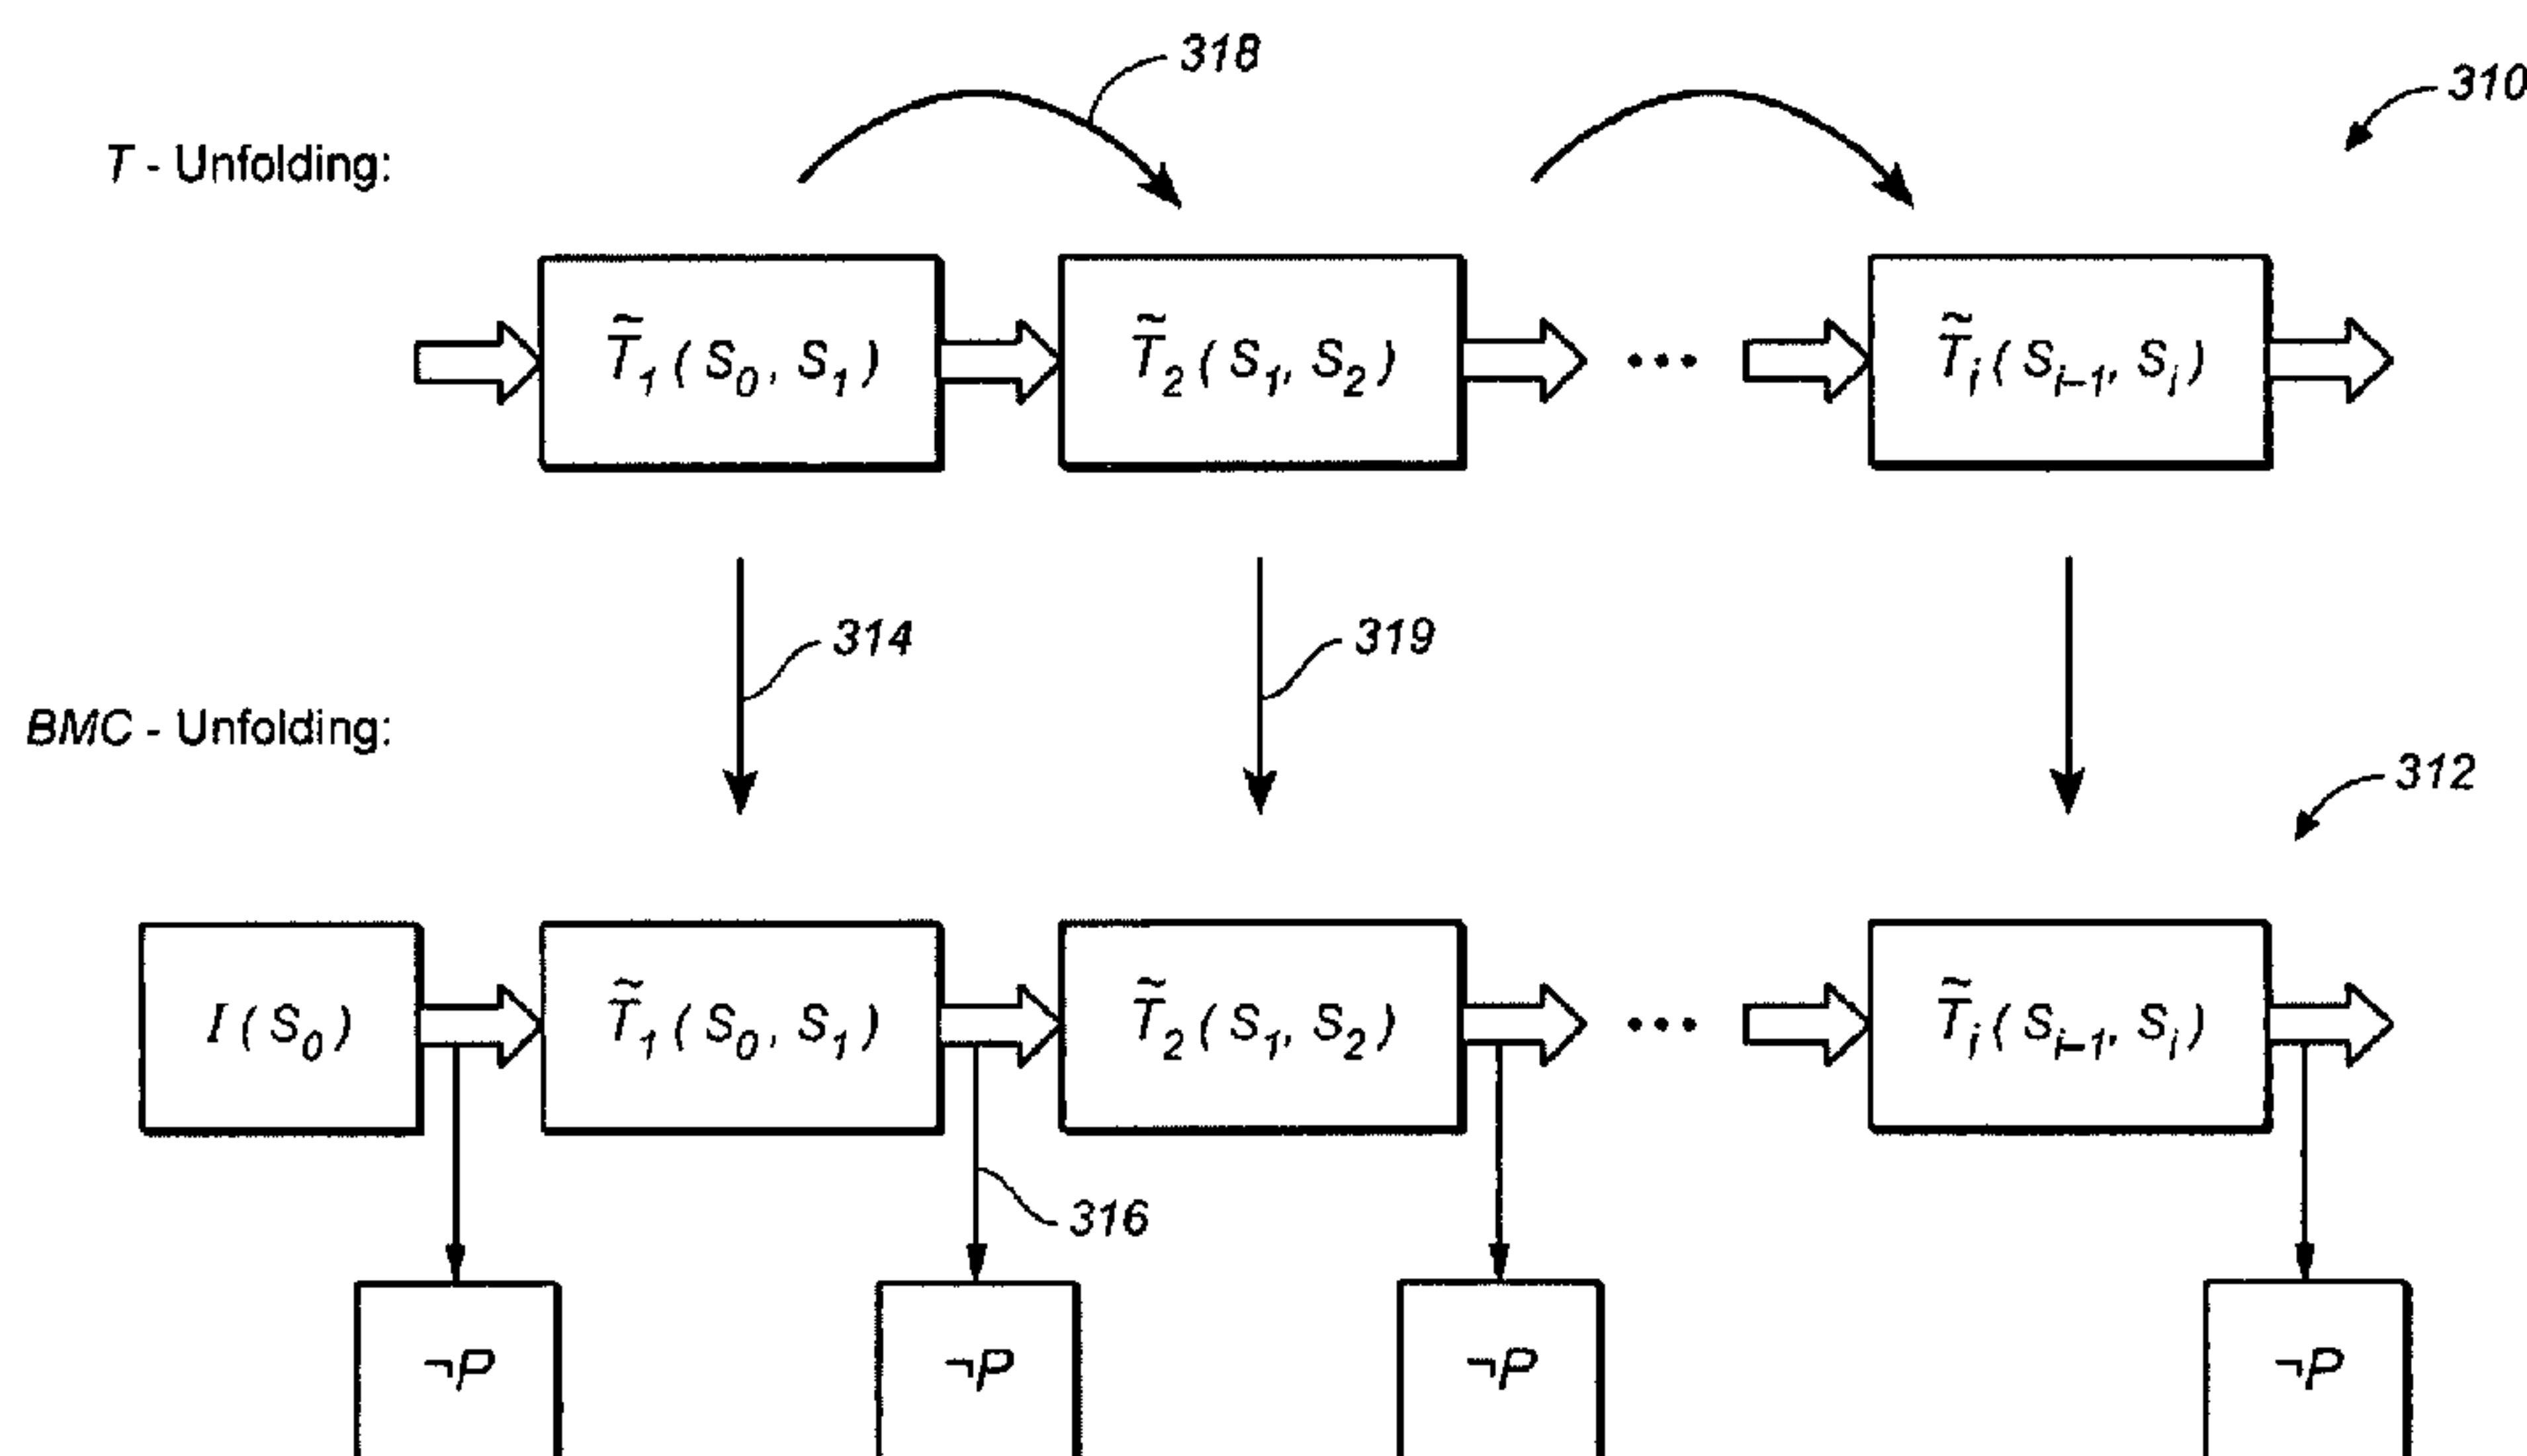 318
310
T - Unfolding:
T̃₁ ( S₀, S₁ )
T̃₂ ( S₁, S₂ )
•••
T̃ᵢ ( Sᵢ₋₁, Sᵢ )
314
319
BMC - Unfolding:
312
I ( S₀ )
T̃₁ ( S₀, S₁ )
T̃₂ ( S₁, S₂ )
•••
T̃ᵢ ( Sᵢ₋₁, Sᵢ )
316
¬P
¬P
¬P
¬P